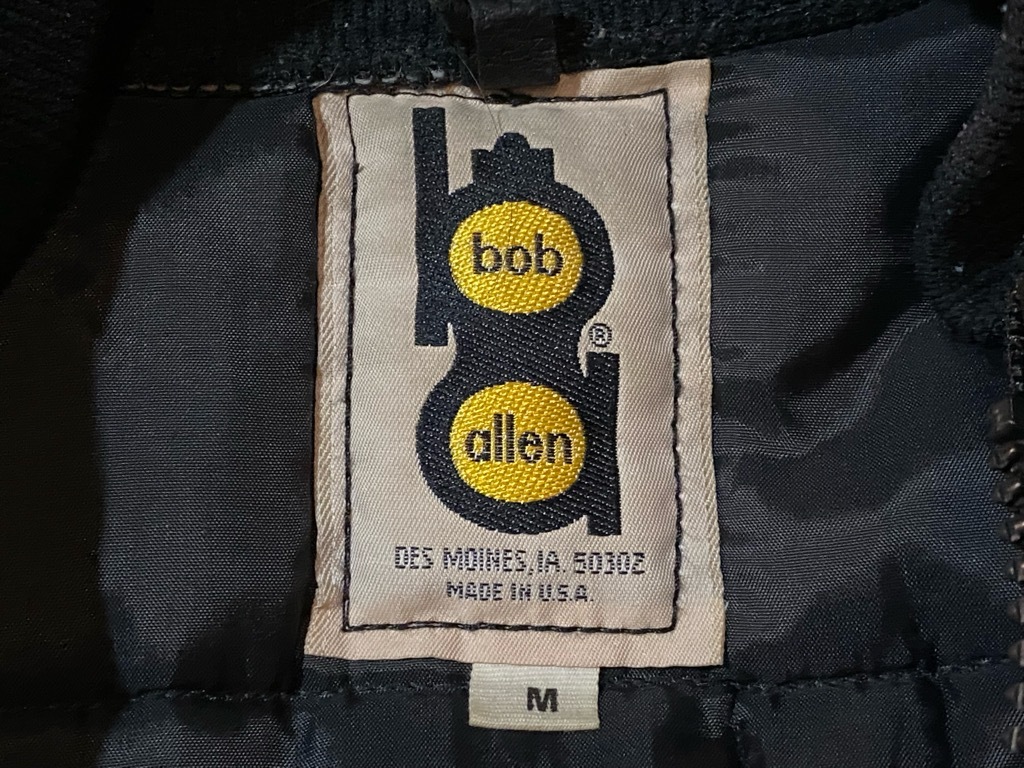 bob
®
allen
DES MOINES, IA. 50302
MADE IN U.S.A.
M